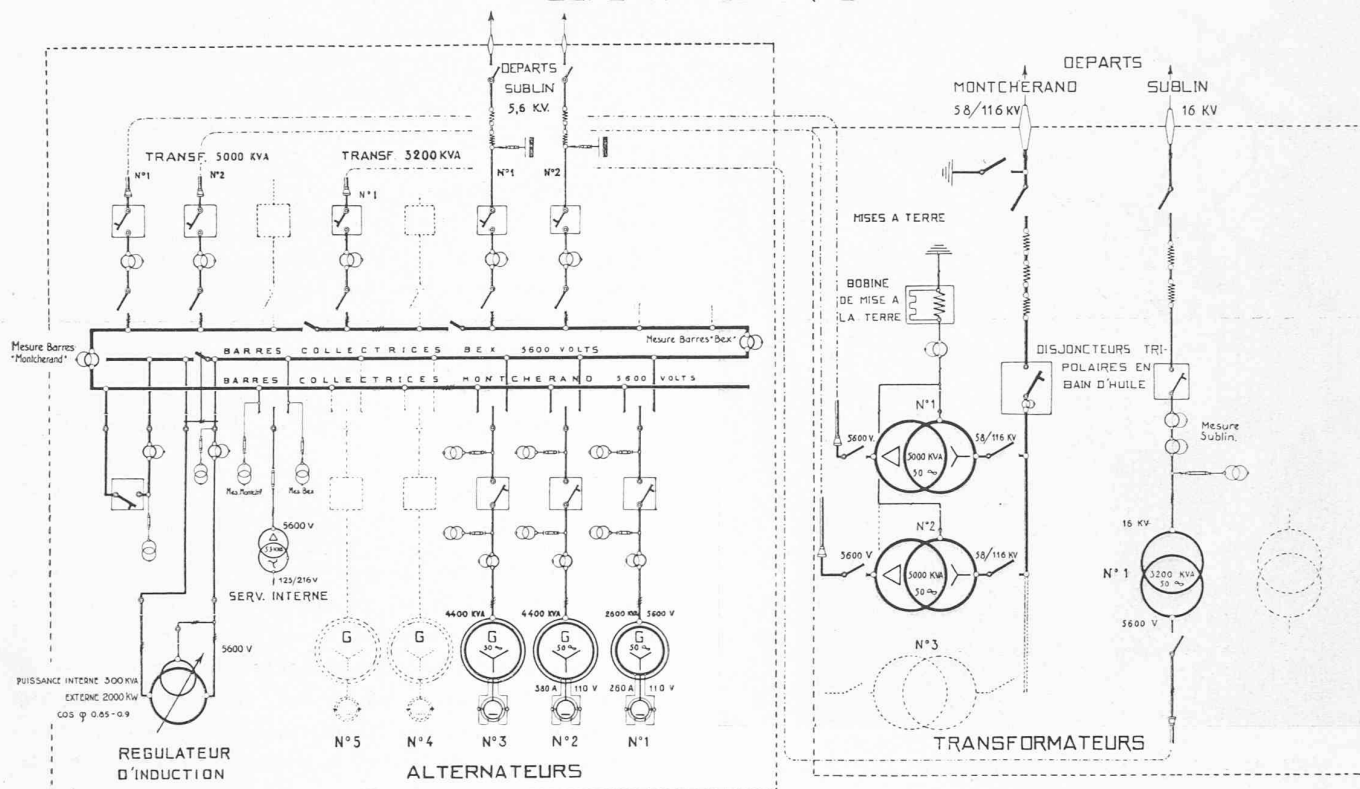 DEPARTS
SUBLIN
5,6 K.V.
DEPARTS
MONTCHERAND
58/116 KV
SUBLIN
16 KV
TRANSF. 5000 KVA
TRANSF. 3200 KVA
N°1
N°2
N°1
N°1
N°2
MISES A TERRE
BOBINE
DE MISE A
LA TERRE
Mesure Barres
"Montcherand"
BARRES COLLECTRICES BEX 5600 VOLTS
Mesure Barres "Bex"
BARRES COLLECTRICES MONTCHERAND 5600 VOLTS
DISJONCTEURS TRI-
POLAIRES EN
BAIN D'HUILE
N°1
5600 V.
5000 KVA
50 ~
58/116 KV
Mesure
Sublin.
Mes. Bex
5600 V
125/216 V
SERV. INTERNE
N°2
5600 V
5000 KVA
50 ~
58/116 KV
16 KV
N°1
3200 KVA
50 ~
5600 V
4400 KVA
4400 KVA
2600 KVA
5600 V
G
G
G
50 ~
G
50 ~
G
50 ~
N°3
5600 V
PUISSANCE INTERNE 300 KVA
EXTERNE 2000 KW
COS φ 0.85-0.9
380 A
110 V
260 A
110 V
N°5
N°4
N°3
N°2
N°1
REGULATEUR
D'INDUCTION
ALTERNATEURS
TRANSFORMATEURS